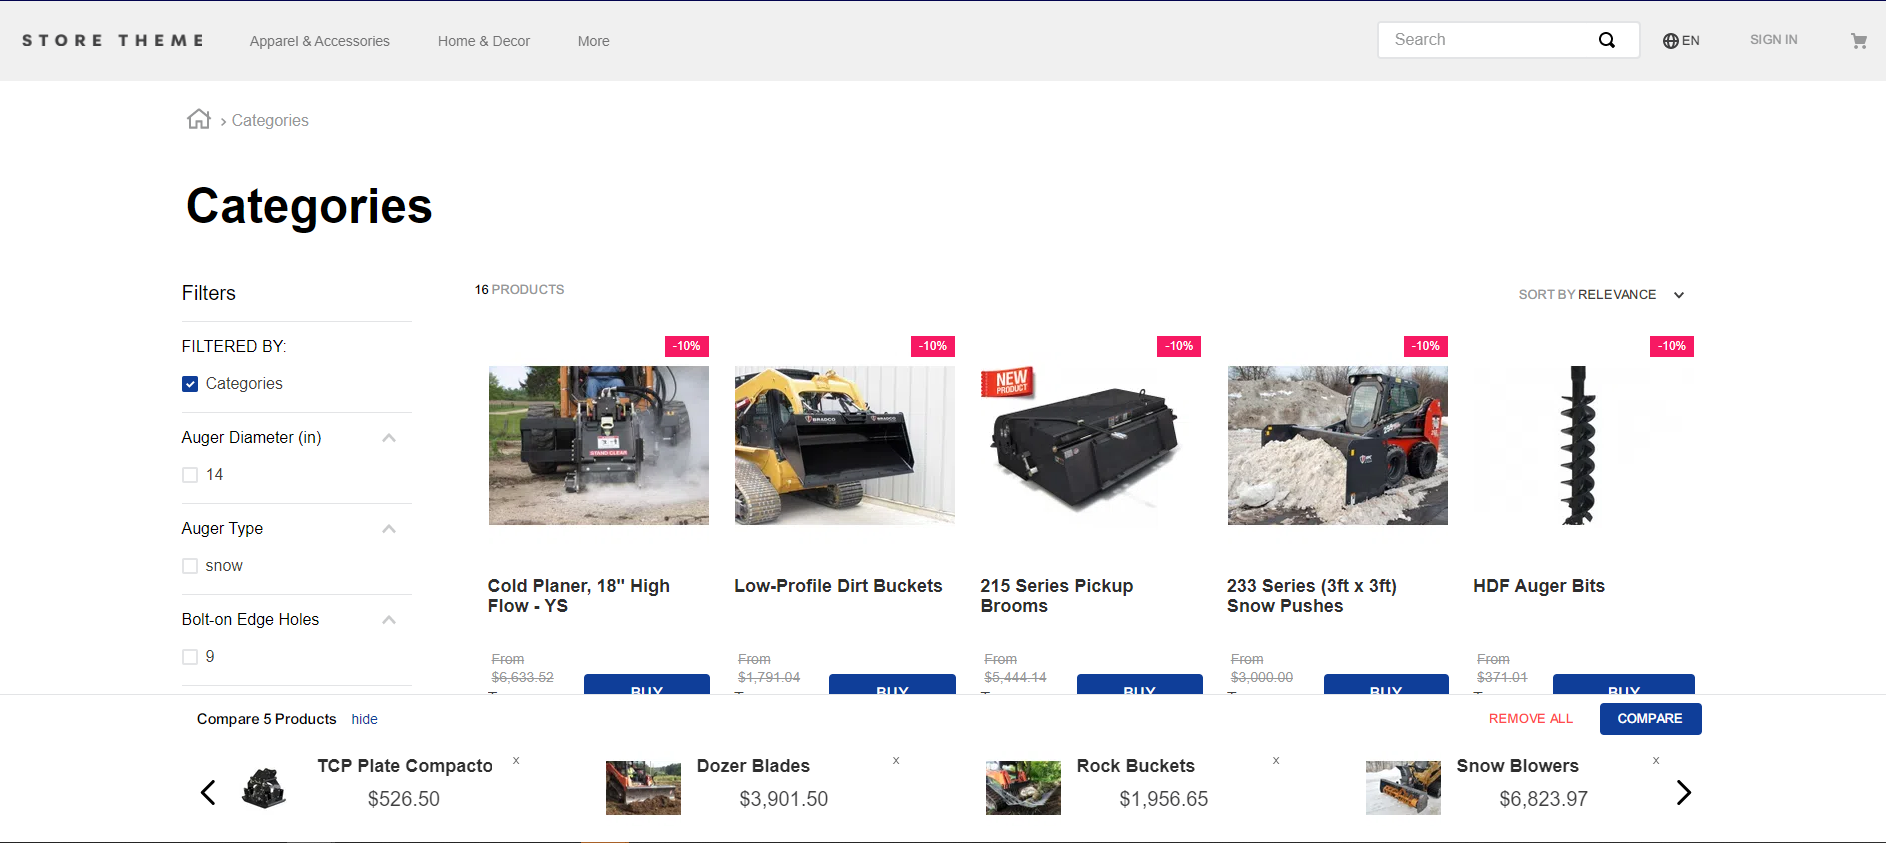 STORE THEME
Apparel & Accessories
Home & Decor
More
Search
EN
SIGN IN
Categories
Categories
Filters
16 PRODUCTS
SORT BY RELEVANCE
FILTERED BY:
Categories
Auger Diameter (in)
14
Auger Type
snow
Bolt-on Edge Holes
9
-10%
-10%
-10%
-10%
-10%
STAND CLEAR
BRADCO
BRADCO
NEW
PRODUCT
Cold Planer, 18" High
Flow - YS
Low-Profile Dirt Buckets
215 Series Pickup
Brooms
233 Series (3ft x 3ft)
Snow Pushes
HDF Auger Bits
From
$6,633.52
BUY
From
$1,791.04
BUY
From
$5,444.14
BUY
From
$3,000.00
BUY
From
$371.01
BUY
Compare 5 Products
hide
REMOVE ALL
COMPARE
TCP Plate Compacto
x
$526.50
Dozer Blades
x
$3,901.50
Rock Buckets
x
$1,956.65
Snow Blowers
x
$6,823.97